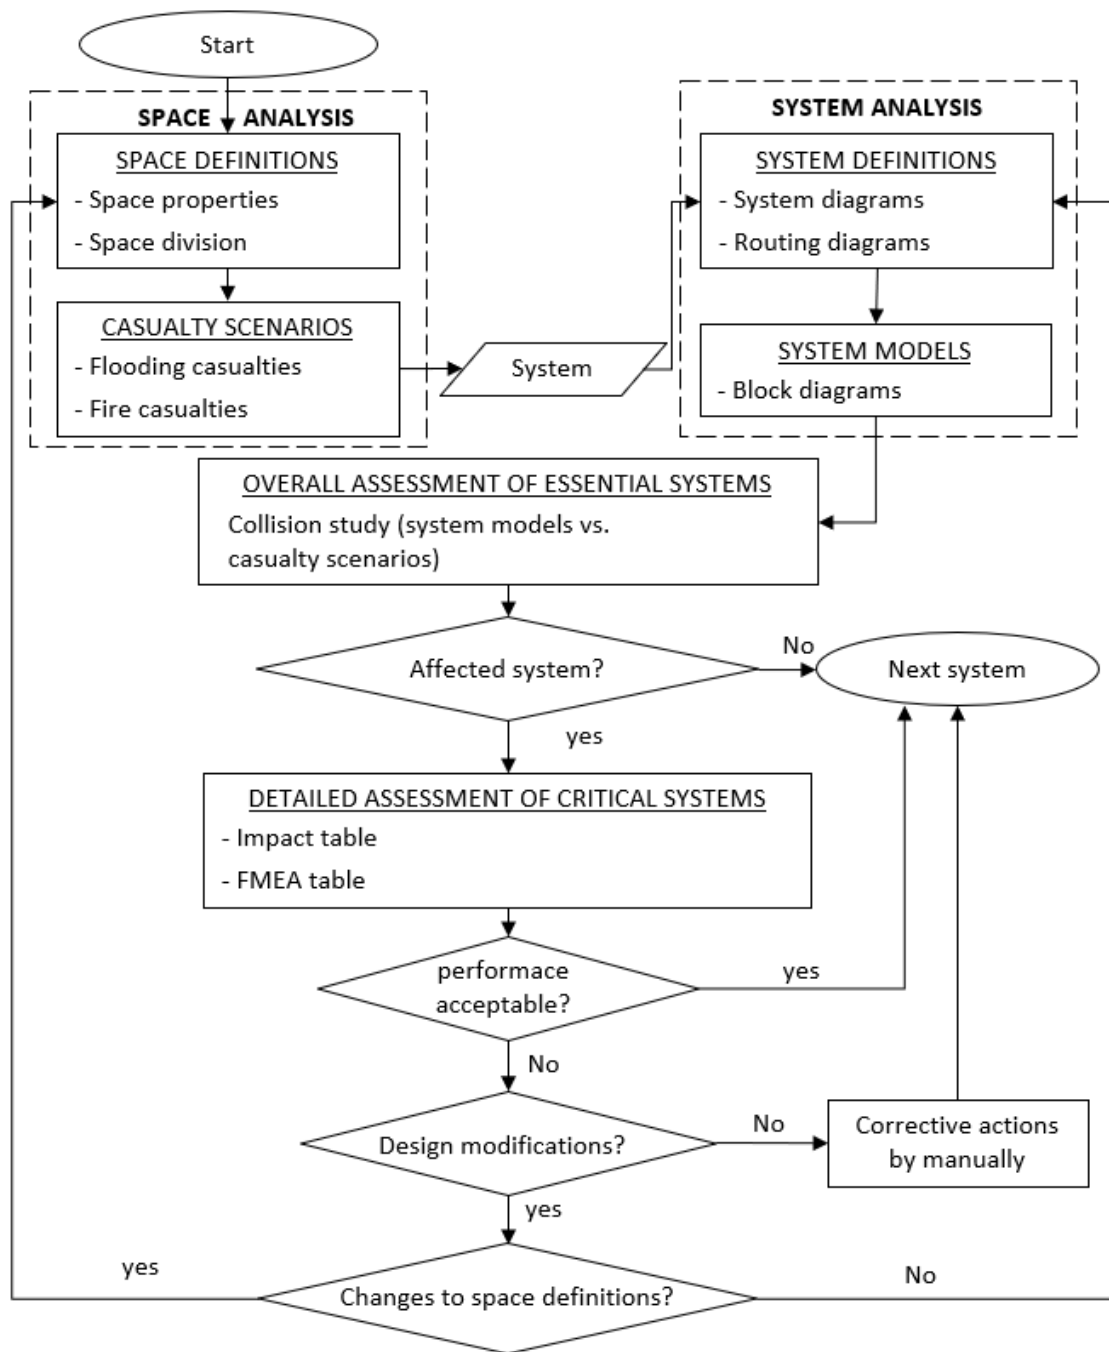 Start
SPACE ANALYSIS
SPACE DEFINITIONS
- Space properties
- Space division
CASUALTY SCENARIOS
- Flooding casualties
- Fire casualties
System
SYSTEM ANALYSIS
SYSTEM DEFINITIONS
- System diagrams
- Routing diagrams
SYSTEM MODELS
- Block diagrams
OVERALL ASSESSMENT OF ESSENTIAL SYSTEMS
Collision study (system models vs.
casualty scenarios)
Affected system?
No
Next system
yes
DETAILED ASSESSMENT OF CRITICAL SYSTEMS
- Impact table
- FMEA table
performace
acceptable?
yes
No
Design modifications?
No
Corrective actions
by manually
yes
Changes to space definitions?
yes
No